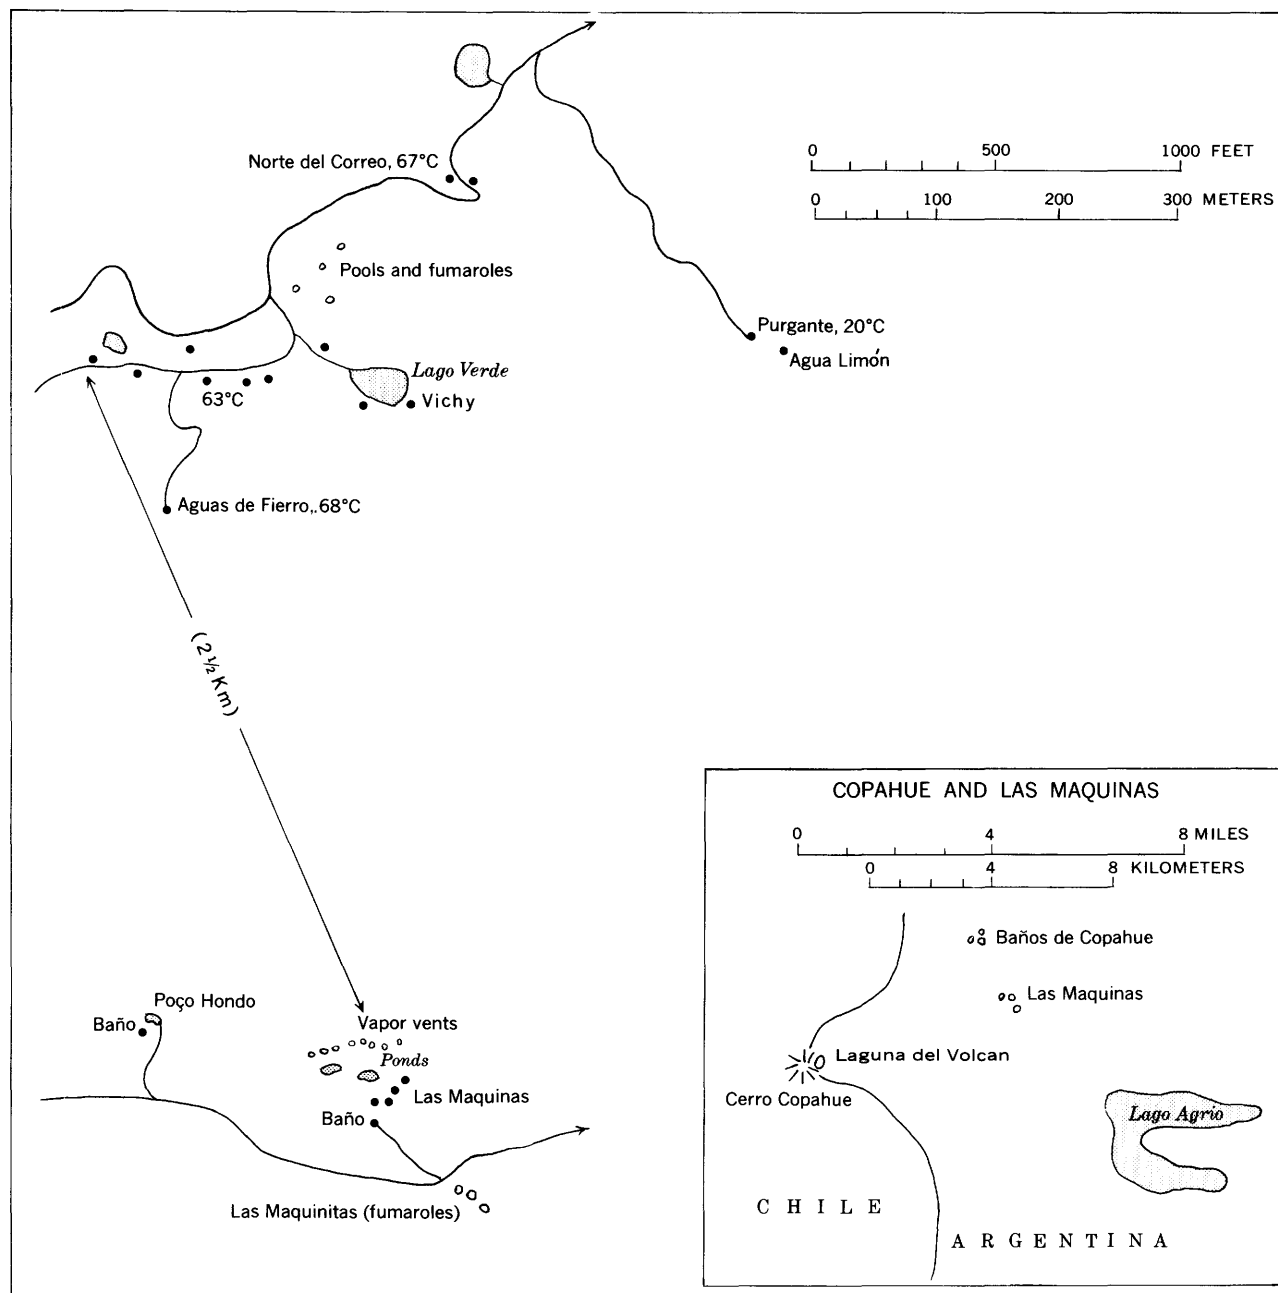 Norte del Correo, 67°C
0 500 1000 FEET
0 100 200 300 METERS
Pools and fumaroles
Purgante, 20°C
Agua Limón
Lago Verde
63°C
Vichy
Aguas de Fierro,.68°C
(2½Km)
Poço Hondo
Baño
Vapor vents
Ponds
Las Maquinas
Baño
Las Maquinitas (fumaroles)
COPAHUE AND LAS MAQUINAS
0 4 8 MILES
0 4 8 KILOMETERS
Baños de Copahue
Las Maquinas
Laguna del Volcan
Cerro Copahue
Lago Agrio
CHILE
ARGENTINA